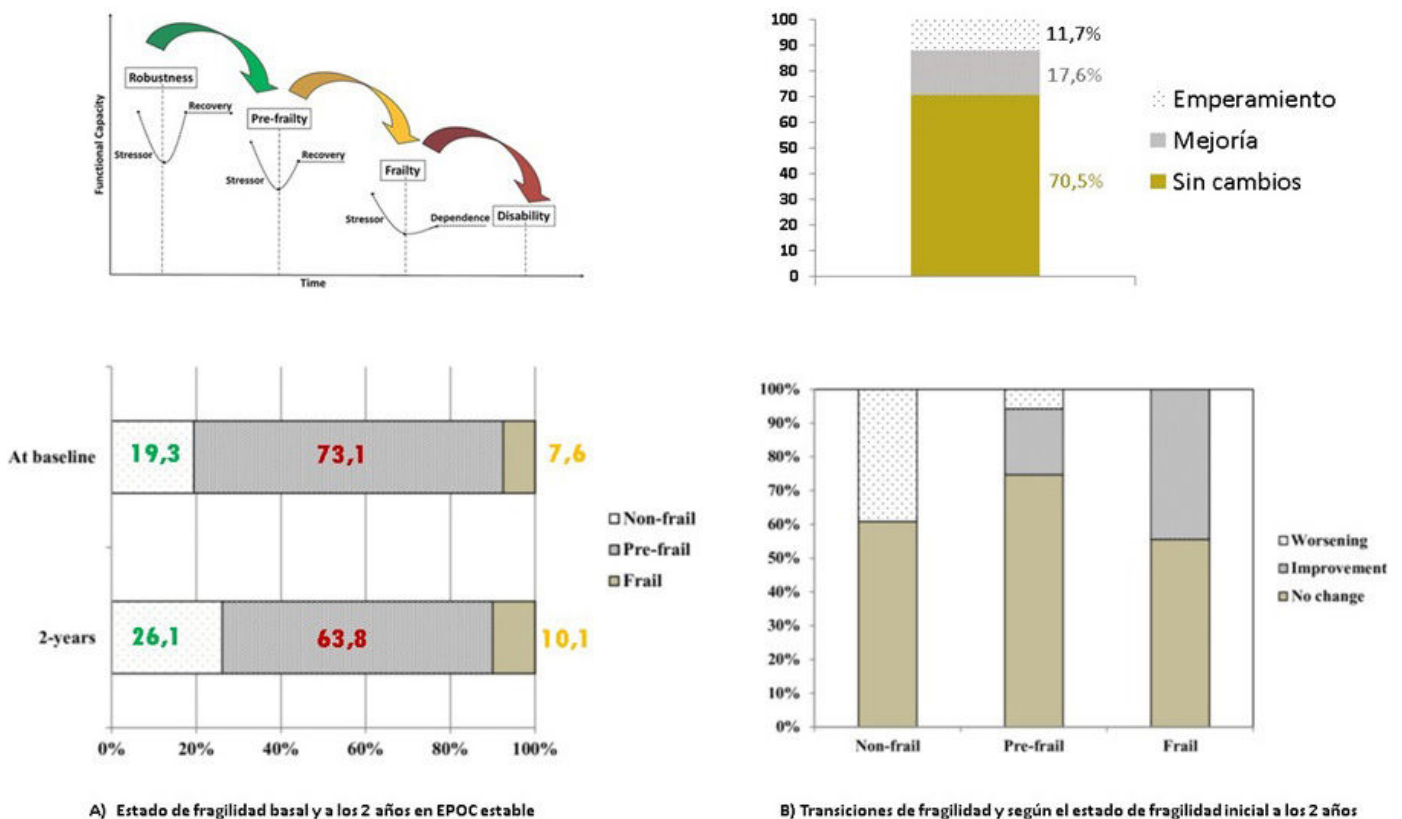 Functional Capacity
Robustness
Stressor
Recovery
Pre-frailty
Stressor
Recovery
Frailty
Stressor
Dependence
Disability
Time
100
90
80
70
60
50
40
30
20
10
0
11,7%
17,6%
70,5%
Emperamiento
Mejoría
Sin cambios
At baseline
19,3
73,1
7,6
2-years
26,1
63,8
10,1
0%
20%
40%
60%
80%
100%
Non-frail
Pre-frail
Frail
A) Estado de fragilidad basal y a los 2 años en EPOC estable
100%
90%
80%
70%
60%
50%
40%
30%
20%
10%
0%
Non-frail
Pre-frail
Frail
Worsening
Improvement
No change
B) Transiciones de fragilidad y según el estado de fragilidad inicial a los 2 años